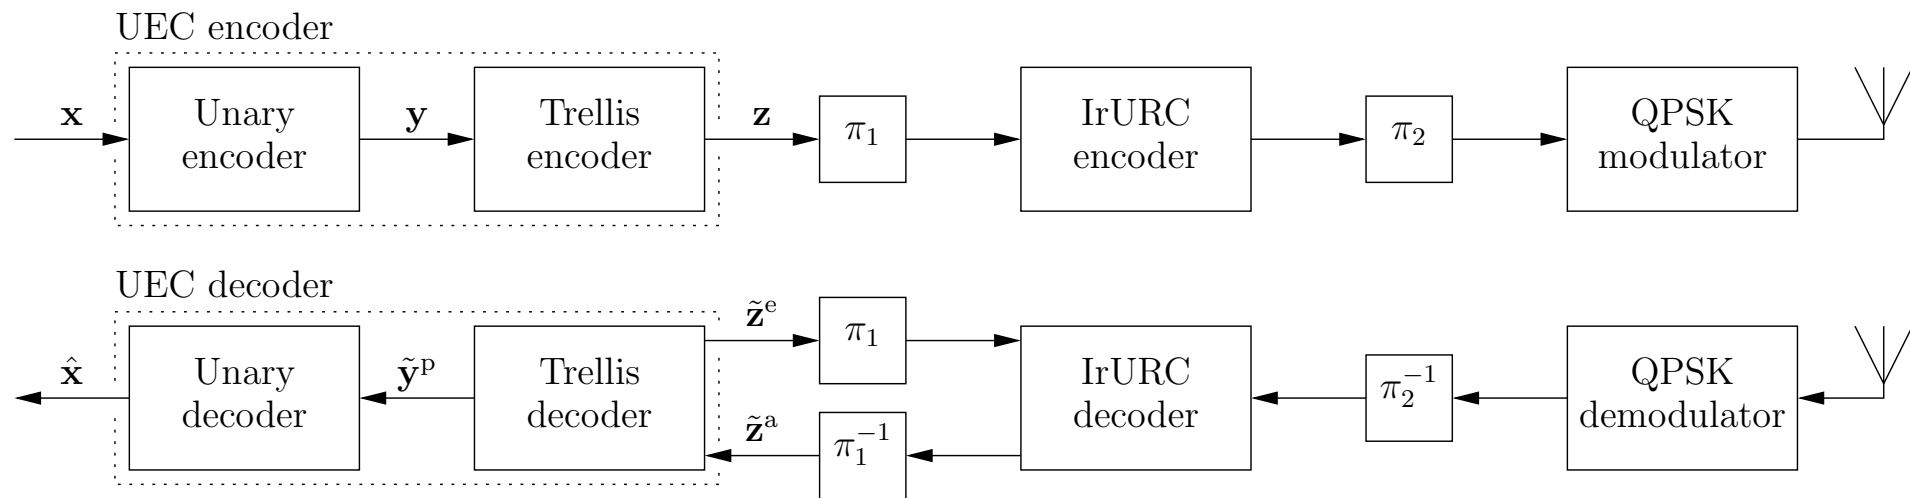 UEC encoder
x
Unary
encoder
y
Trellis
encoder
z
π₁
IrURC
encoder
π₂
QPSK
modulator
UEC decoder
x̂
Unary
decoder
ỹᵖ
Trellis
decoder
z̃ᵉ
π₁
z̃ᵃ
π₁⁻¹
IrURC
decoder
π₂⁻¹
QPSK
demodulator